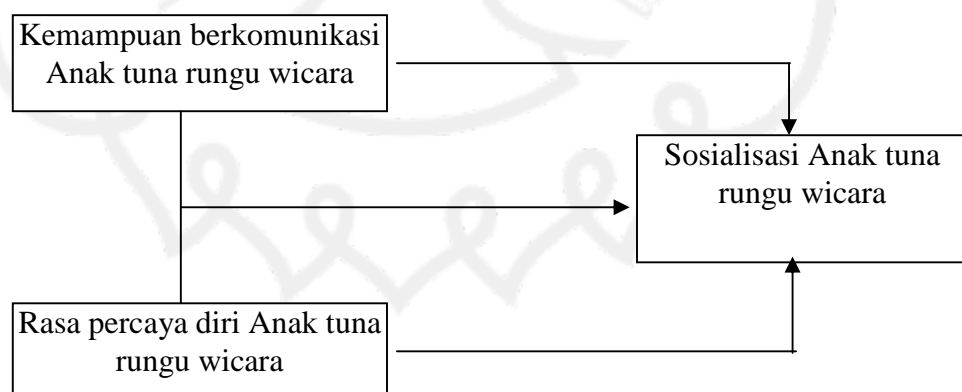 Kemampuan berkomunikasi
Anak tuna rungu wicara
Sosialisasi Anak tuna
rungu wicara
Rasa percaya diri Anak tuna
rungu wicara